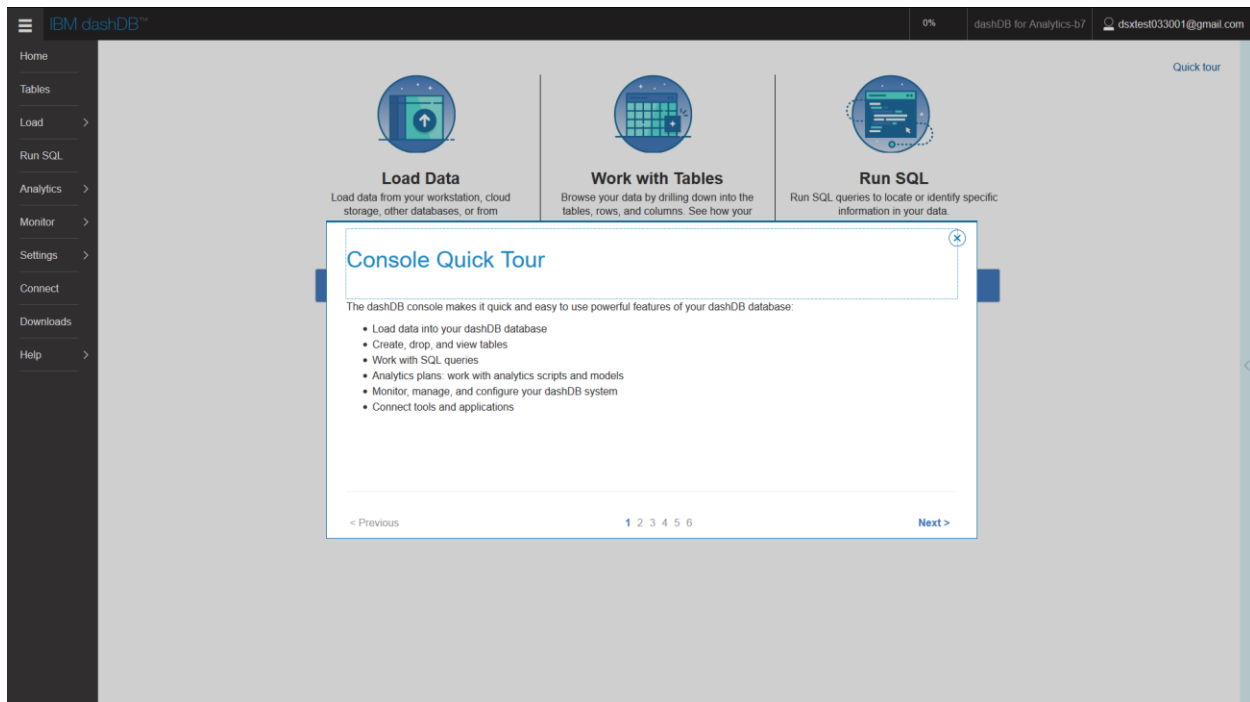 IBM dashDB™
0%
dashDB for Analytics-b7
dsxtest033001@gmail.com
Home
Tables
Load
Run SQL
Analytics
Monitor
Settings
Connect
Downloads
Help
Quick tour
Load Data
Load data from your workstation, cloud
storage, other databases, or from
Work with Tables
Browse your data by drilling down into the
tables, rows, and columns. See how your
Run SQL
Run SQL queries to locate or identify specific
information in your data.
Console Quick Tour
The dashDB console makes it quick and easy to use powerful features of your dashDB database:
• Load data into your dashDB database
• Create, drop, and view tables
• Work with SQL queries
• Analytics plans: work with analytics scripts and models
• Monitor, manage, and configure your dashDB system
• Connect tools and applications
< Previous
1 2 3 4 5 6
Next >